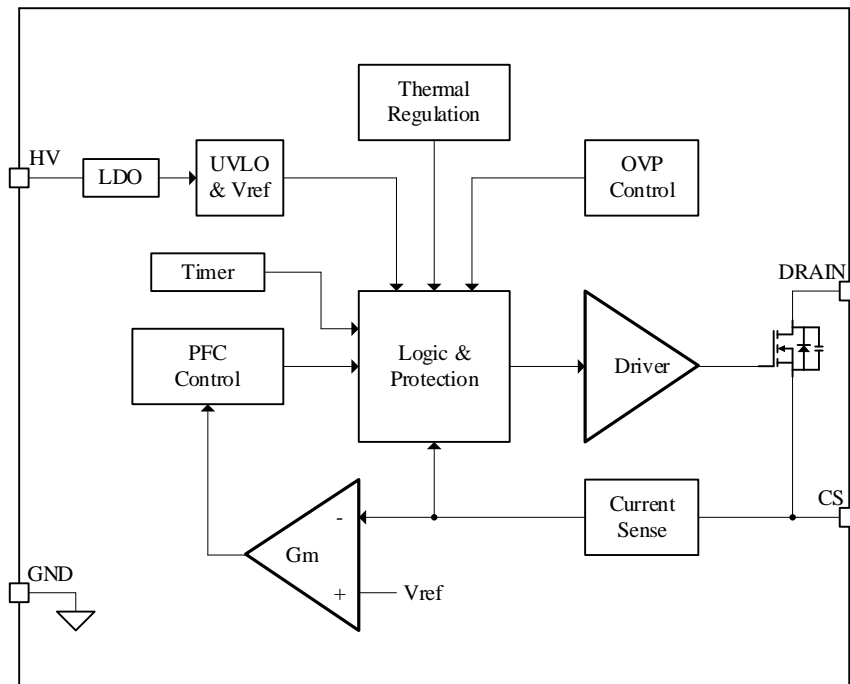 Thermal
Regulation
HV
LDO
UVLO
& Vref
OVP
Control
Timer
DRAIN
PFC
Control
Logic &
Protection
Driver
-
Gm
+
Vref
Current
Sense
CS
GND